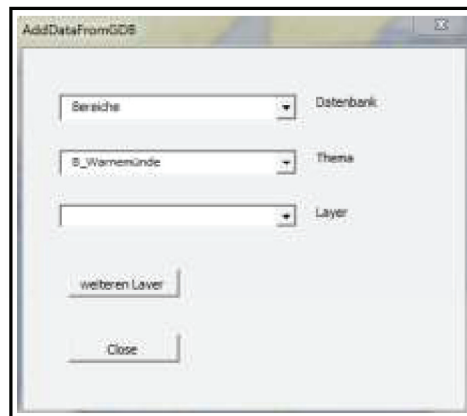 AddDataFromGDB
Bereiche Datenbank
B_Warnemünde Thema
Layer
weiteren Layer
Close